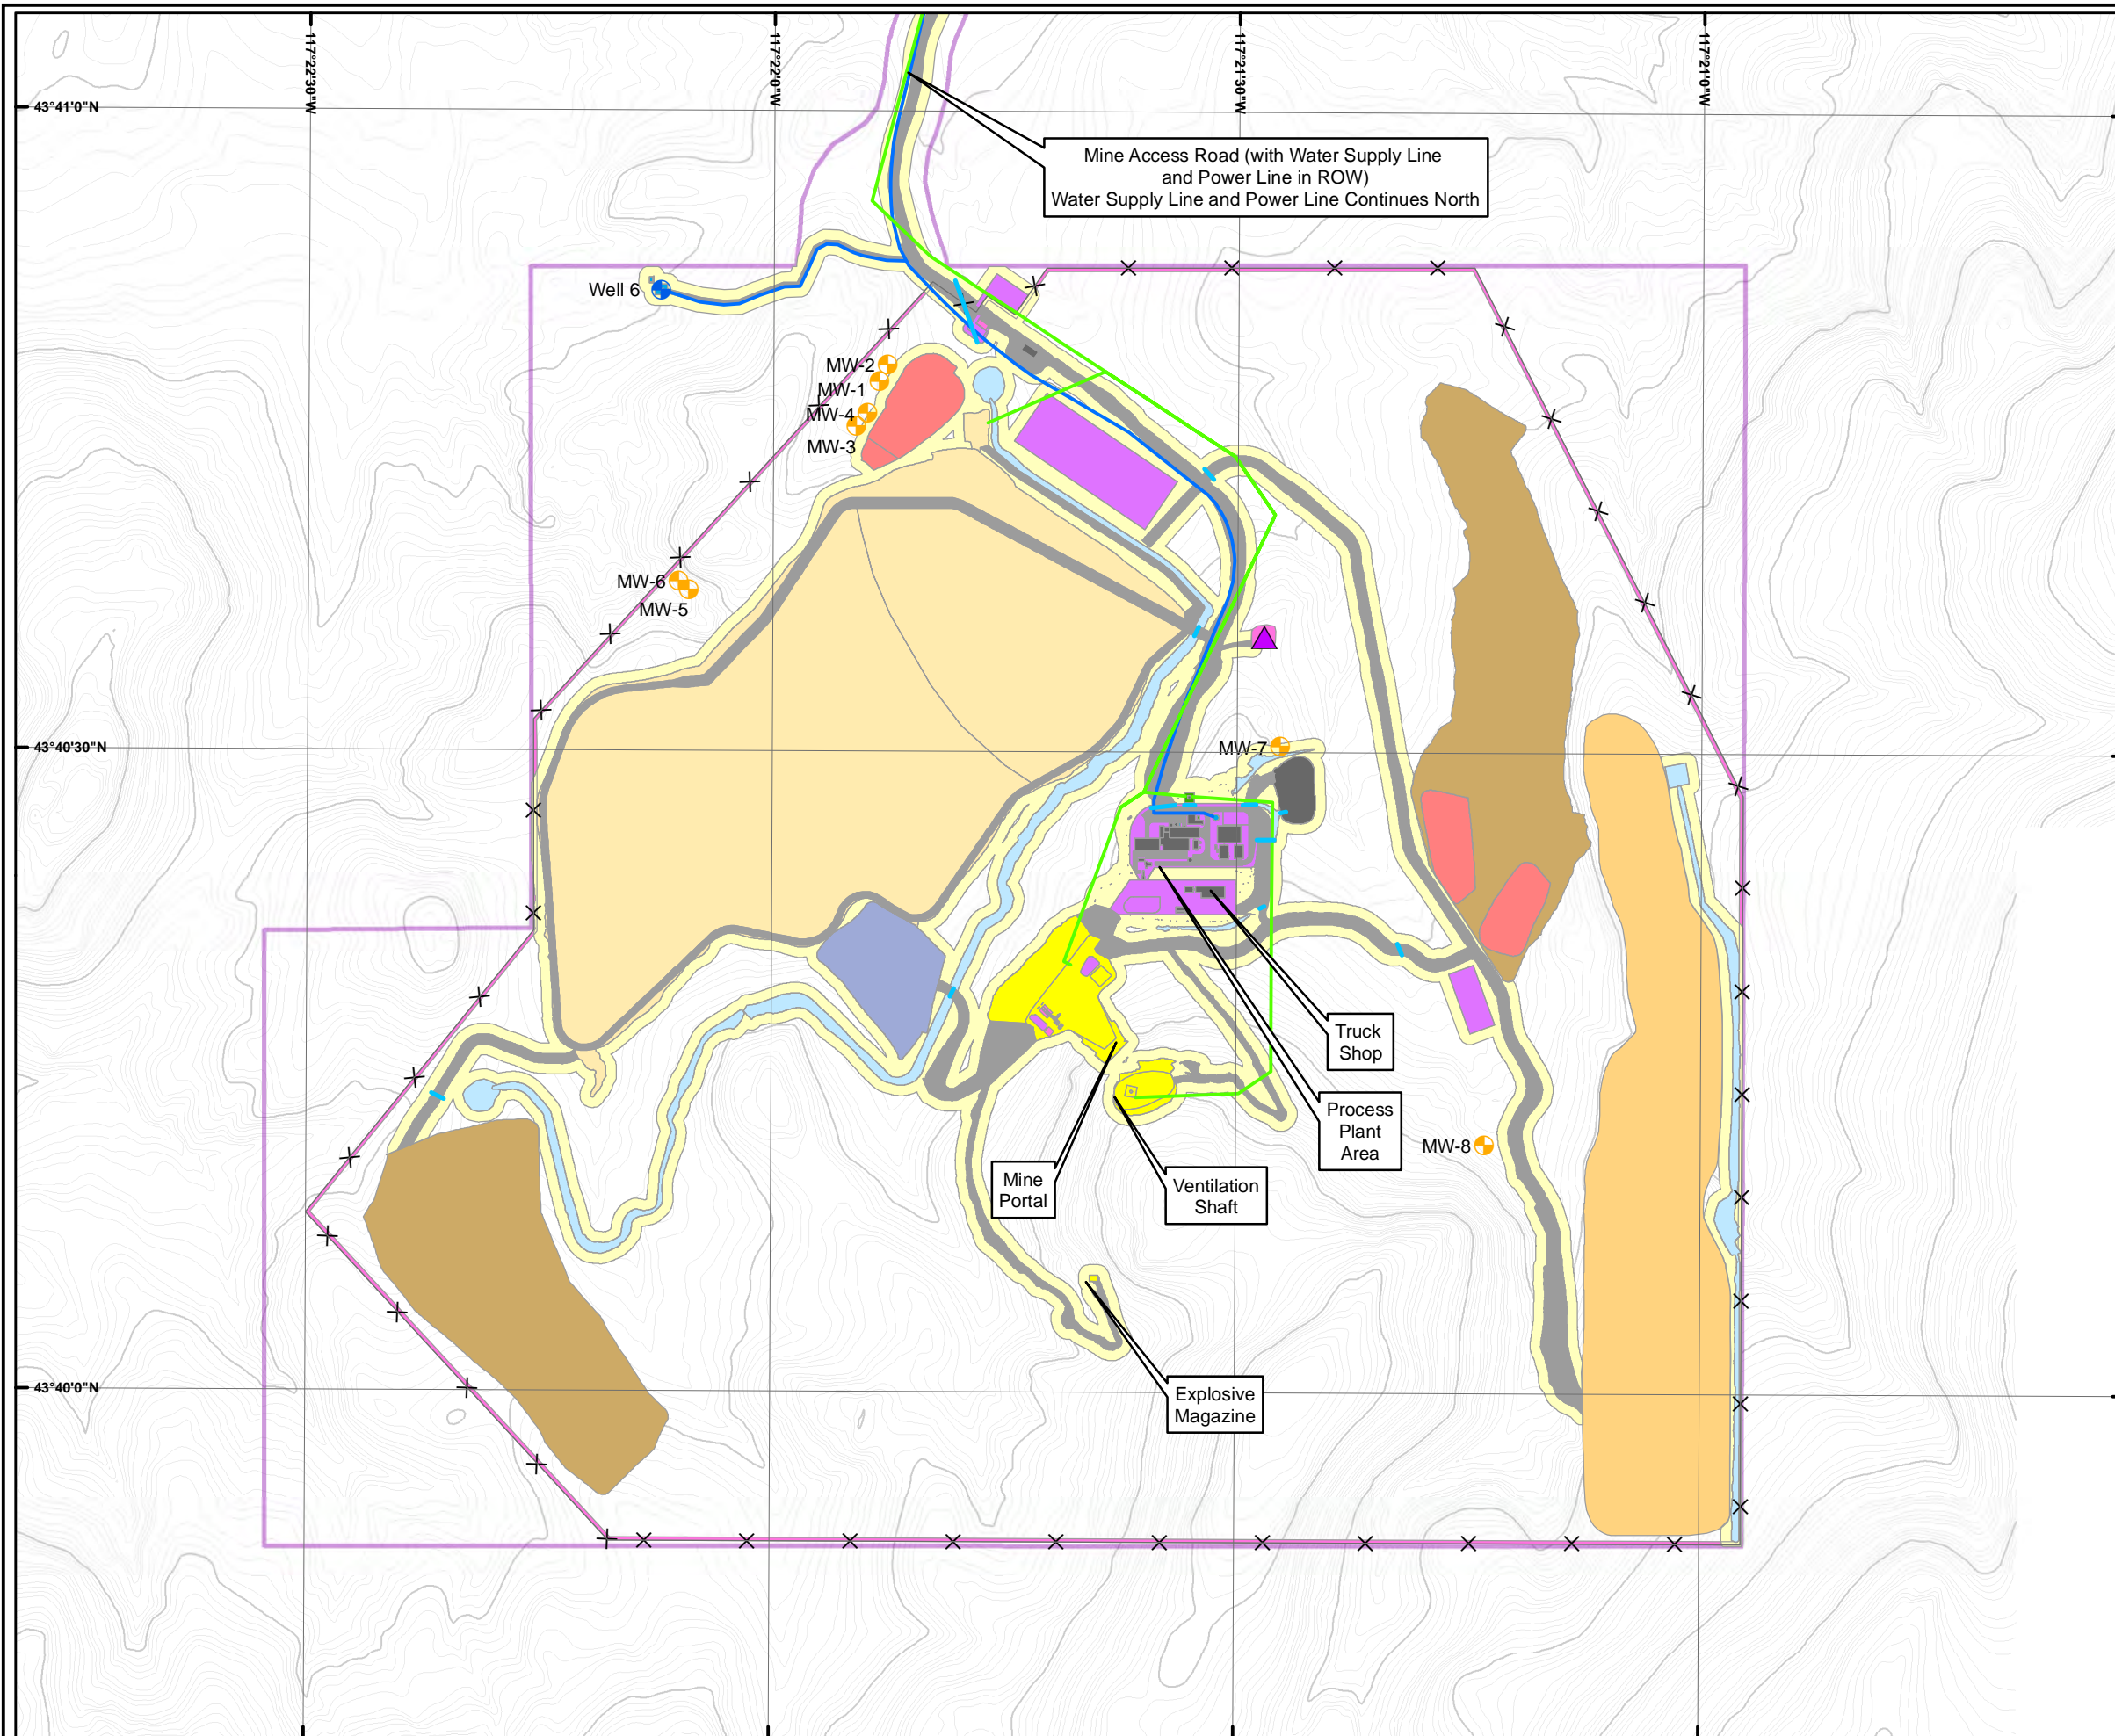 117°22'30"W
117°22'0"W
117°21'30"W
117°21'0"W
43°41'0"N
Mine Access Road (with Water Supply Line
and Power Line in ROW)
Water Supply Line and Power Line Continues North
Well 6
MW-2
MW-1
MW-4
MW-3
MW-6
MW-5
43°40'30"N
MW-7
Truck
Shop
Process
Plant
Area
MW-8
Mine
Portal
Ventilation
Shaft
43°40'0"N
Explosive
Magazine